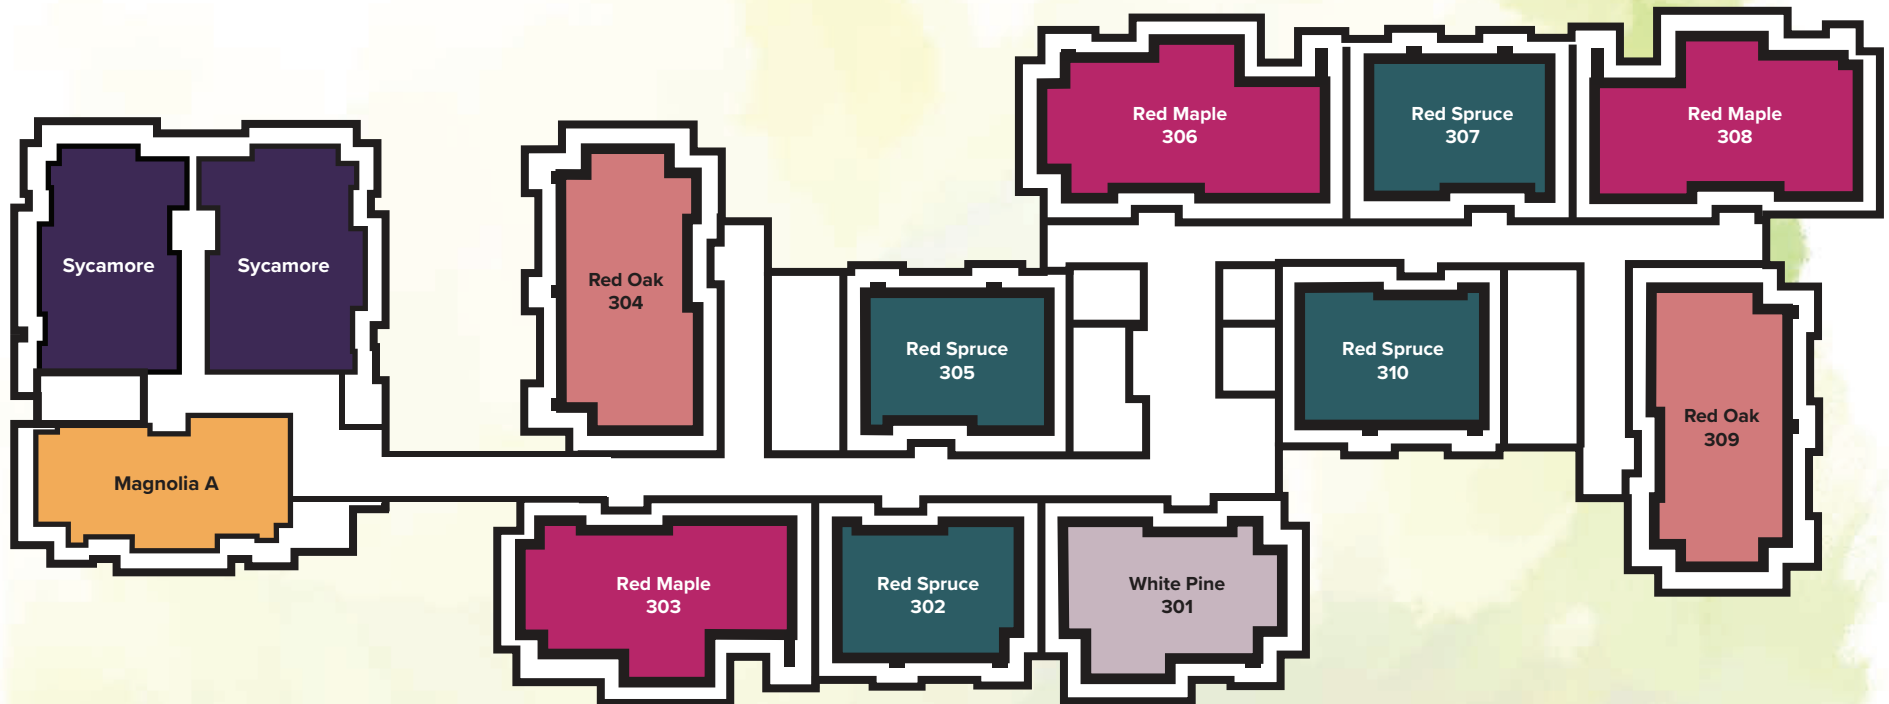 Red Maple
306
Red Spruce
307
Red Maple
308
Sycamore
Sycamore
Red Oak
304
Red Spruce
305
Red Spruce
310
Red Oak
309
Magnolia A
Red Maple
303
Red Spruce
302
White Pine
301